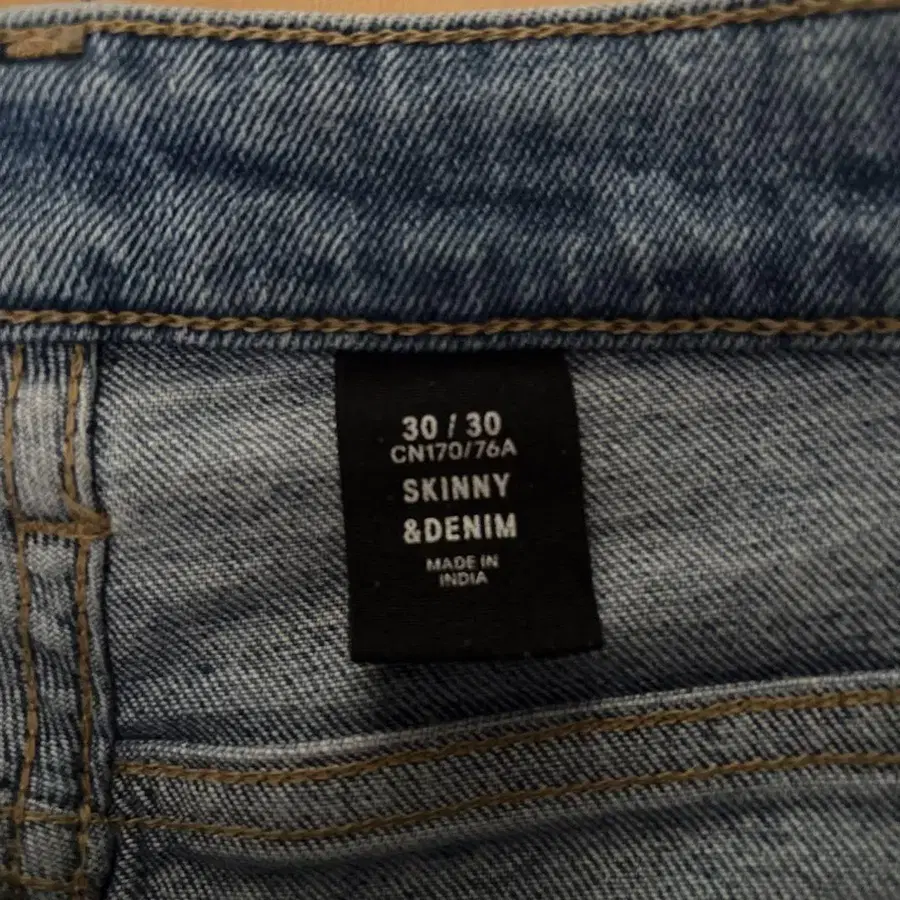 30 / 30
CN170/76A
SKINNY
&DENIM
MADE IN
INDIA